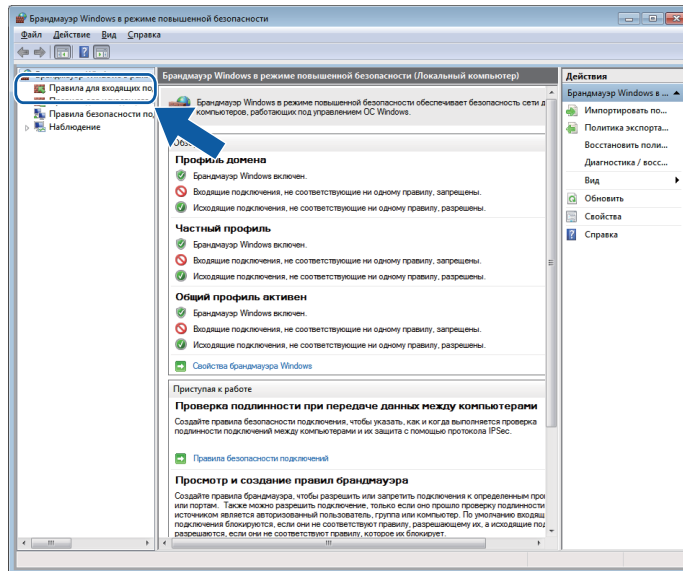 Брандмауэр Windows в режиме повышенной безопасности
Файл Действие Вид Справка
Правила для входящих по
Правила безопасности по
Наблюдение
Брандмауэр Windows в режиме повышенной безопасности (Локальный компьютер)
Брандмауэр Windows в режиме повышенной безопасности обеспечивает безопасность сети д
компьютеров, работающих под управлением ОС Windows.
Профиль домена
Брандмауэр Windows включен.
Входящие подключения, не соответствующие ни одному правилу, запрещены.
Исходящие подключения, не соответствующие ни одному правилу, разрешены.
Частный профиль
Брандмауэр Windows включен.
Входящие подключения, не соответствующие ни одному правилу, запрещены.
Исходящие подключения, не соответствующие ни одному правилу, разрешены.
Общий профиль активен
Брандмауэр Windows включен.
Входящие подключения, не соответствующие ни одному правилу, запрещены.
Исходящие подключения, не соответствующие ни одному правилу, разрешены.
Свойства брандмауэра Windows
Приступая к работе
Проверка подлинности при передаче данных между компьютерами
Создайте правила безопасности подключения, чтобы указать, как и когда выполняется проверка
подлинности подключений между компьютерами и их защита с помощью протокола IPSec.
Правила безопасности подключений
Просмотр и создание правил брандмауэра
Создайте правила брандмауэра, чтобы разрешить или запретить подключения к определенным прог
или портам. Также можно разрешить подключение, только если оно прошло проверку подлинности
источником является авторизованный пользователь, группа или компьютер. По умолчанию входящ
подключения блокируются, если они не соответствуют правилу, разрешающему их, а исходящие под
разрешаются, если они не соответствуют правилу, которое их блокирует.
Действия
Брандмауэр Windows в ...
Импортировать по...
Политика экспорта...
Восстановить поли...
Диагностика / восс...
Вид
Обновить
Свойства
Справка